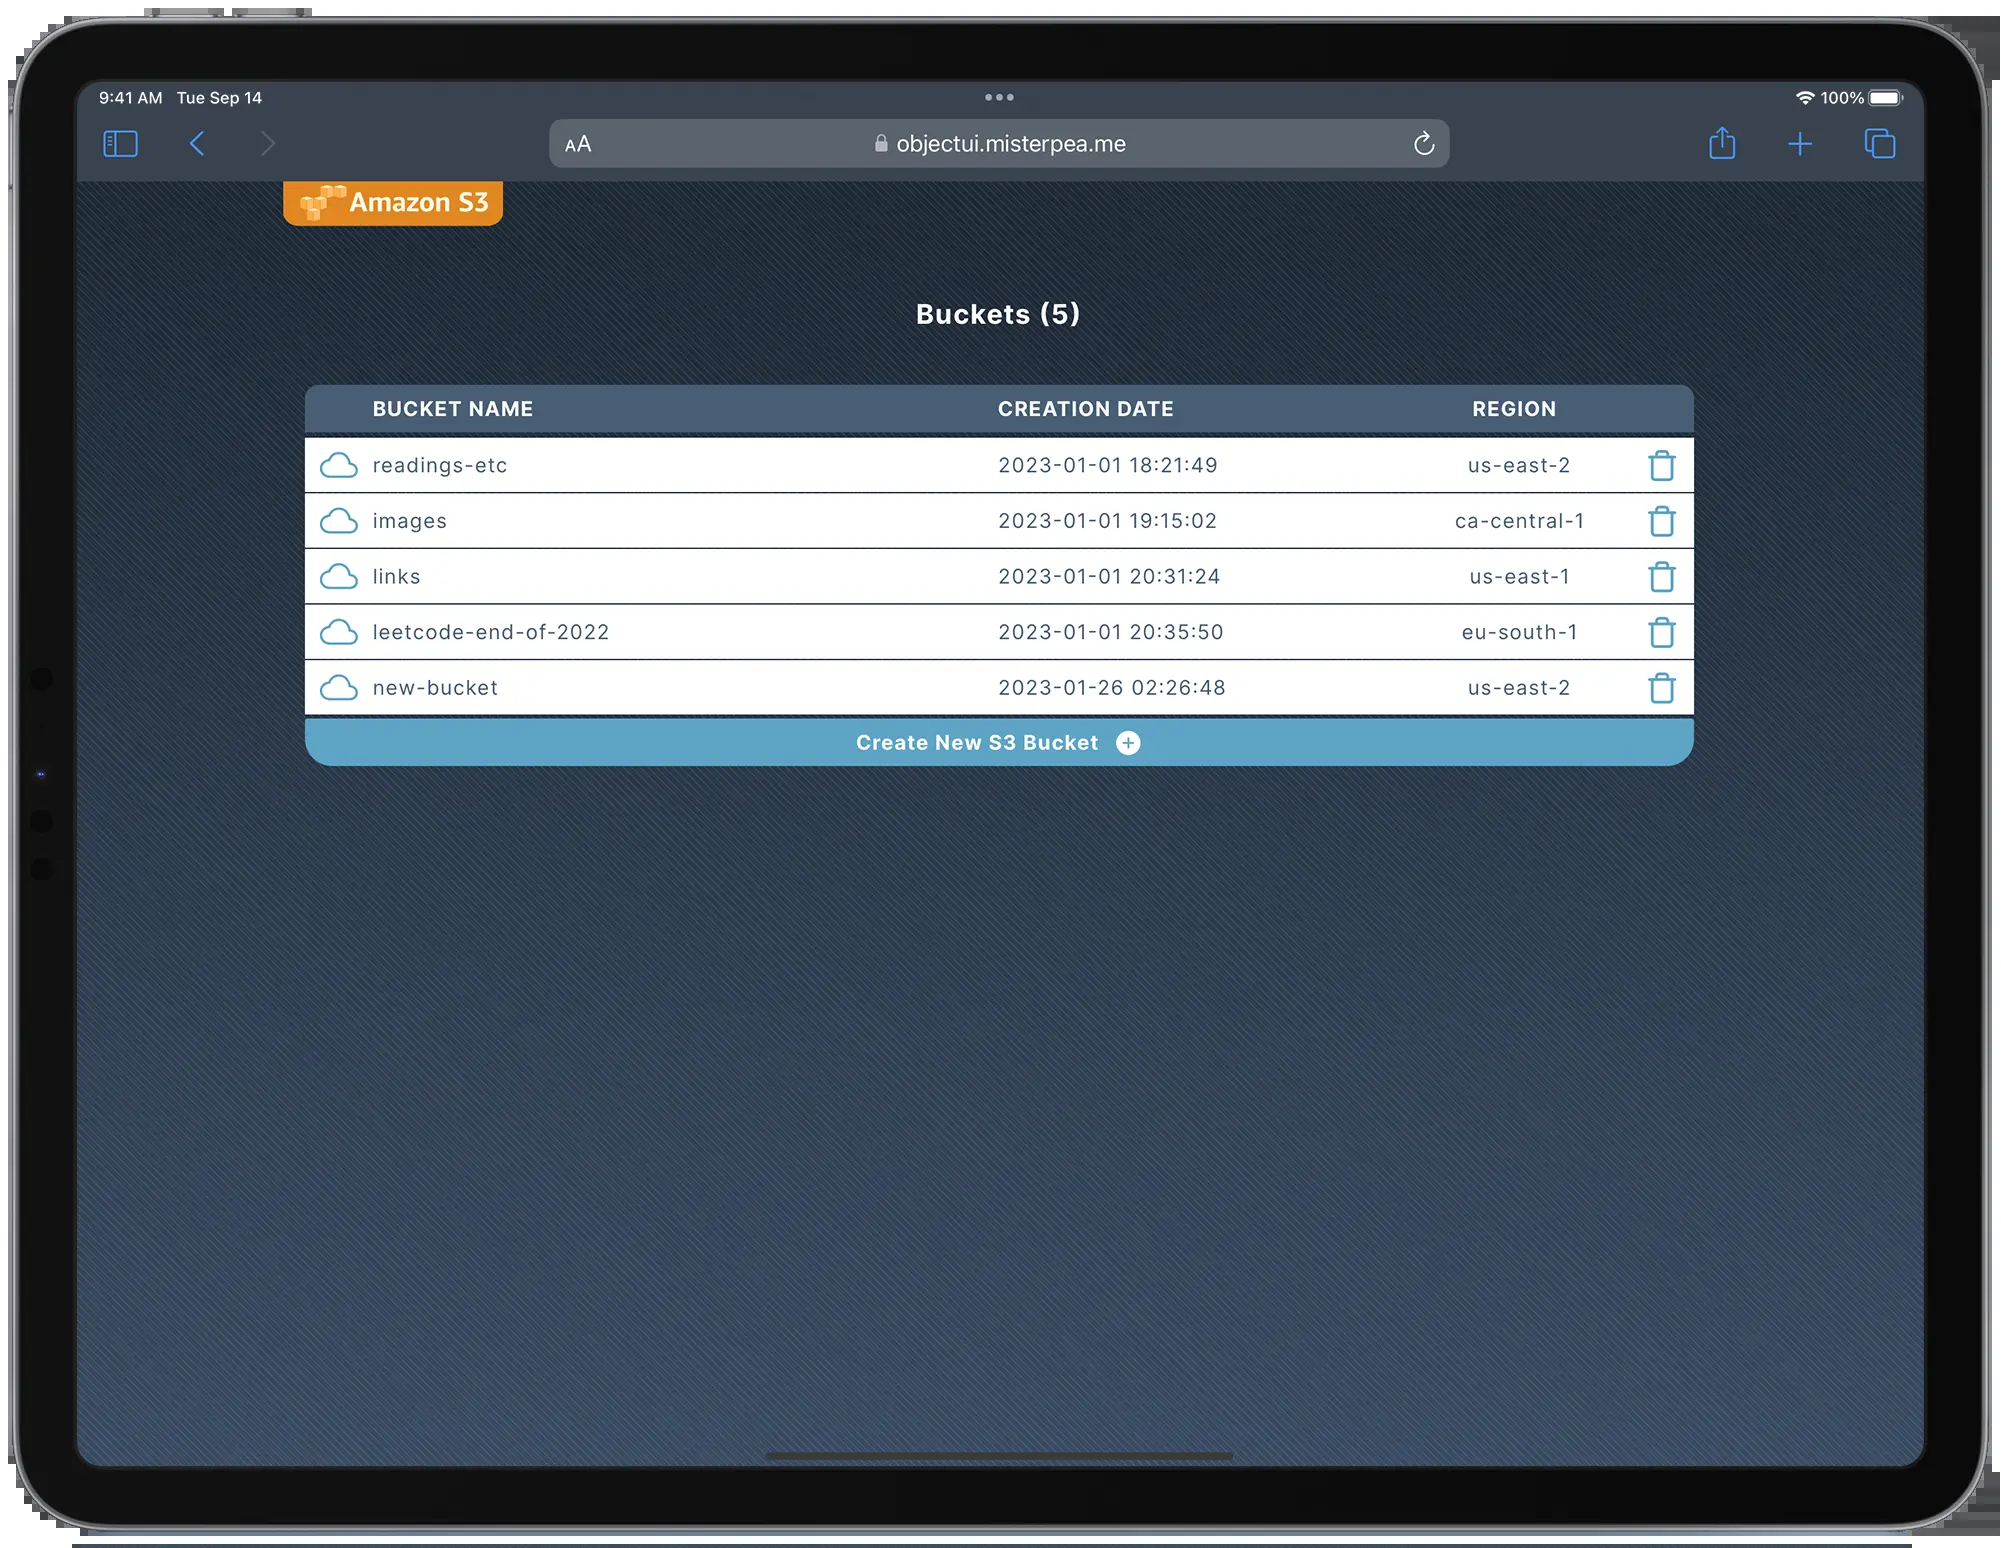 9:41 AM Tue Sep 14
100%
AA
objectui.misterpea.me
Amazon S3
Buckets (5)
BUCKET NAME CREATION DATE REGION
readings-etc 2023-01-01 18:21:49 us-east-2
images 2023-01-01 19:15:02 ca-central-1
links 2023-01-01 20:31:24 us-east-1
leetcode-end-of-2022 2023-01-01 20:35:50 eu-south-1
new-bucket 2023-01-26 02:26:48 us-east-2
Create New S3 Bucket